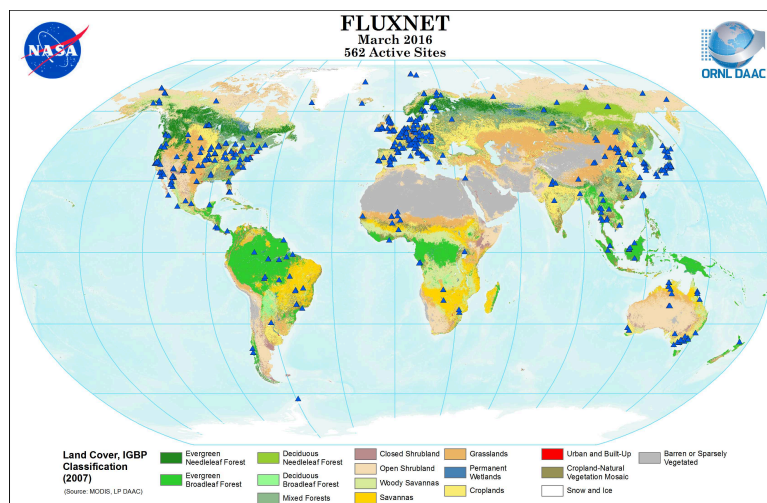 FLUXNET
March 2016
562 Active Sites
NASA
ORNL DAAC
Land Cover, IGBP
Classification
(2007)
(Source: MODIS, LP DAAC)
Evergreen
Needleleaf Forest
Evergreen
Broadleaf Forest
Deciduous
Needleleaf Forest
Deciduous
Broadleaf Forest
Mixed Forests
Closed Shrubland
Open Shrubland
Woody Savannas
Savannas
Grasslands
Permanent
Wetlands
Croplands
Urban and Built-Up
Cropland-Natural
Vegetation Mosaic
Snow and Ice
Barren or Sparsely
Vegetated